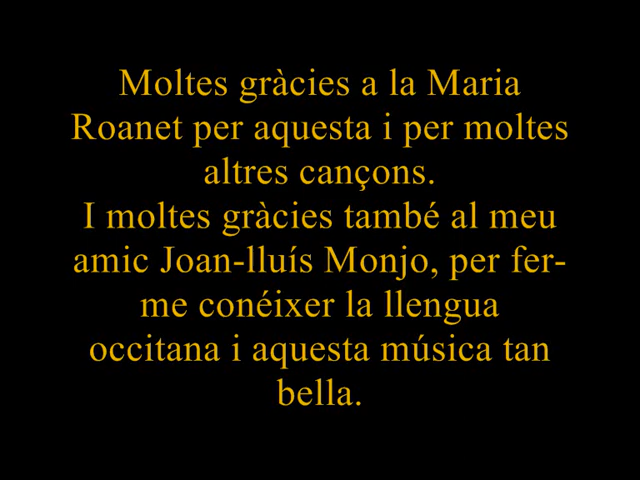 Moltes gràcies a la Maria
Roanet per aquesta i per moltes
altres cançons.
I moltes gràcies també al meu
amic Joan-lluís Monjo, per fer-
me conéixer la llengua
occitana i aquesta música tan
bella.